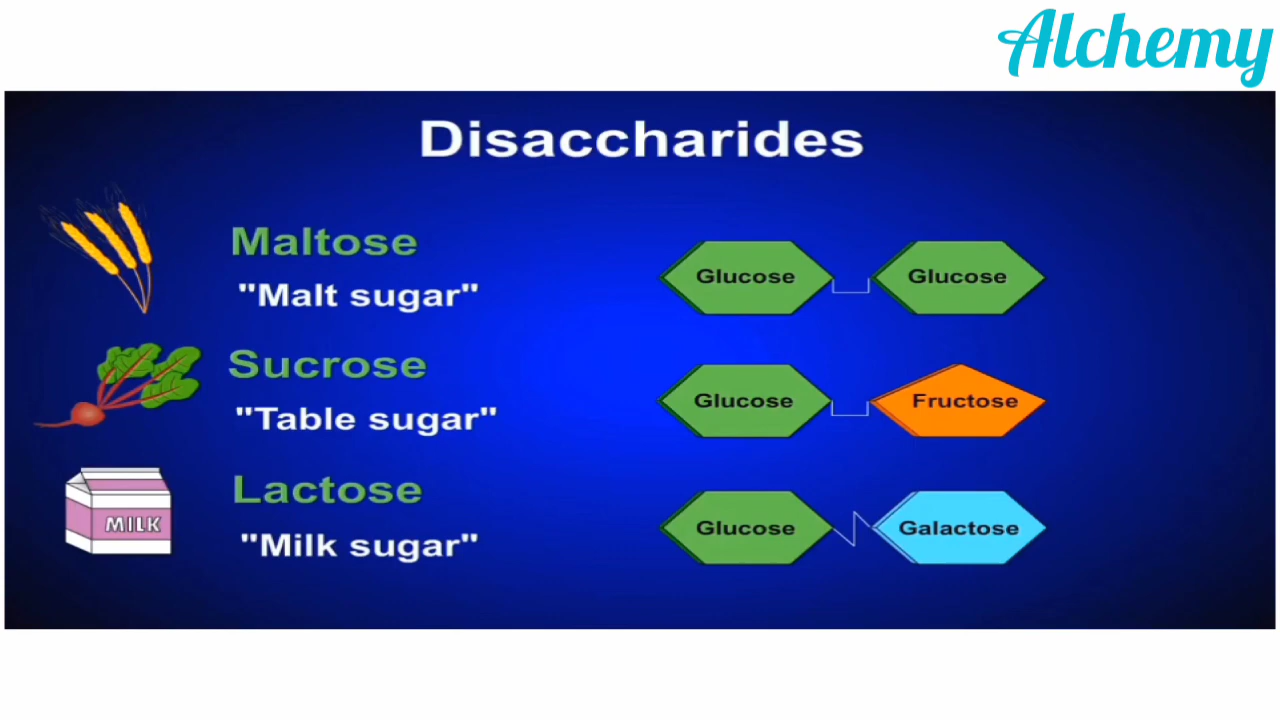 Alchemy
Disaccharides
Maltose
"Malt sugar"
Glucose Glucose
Sucrose
"Table sugar"
Glucose Fructose
MILK
Lactose
"Milk sugar"
Glucose Galactose